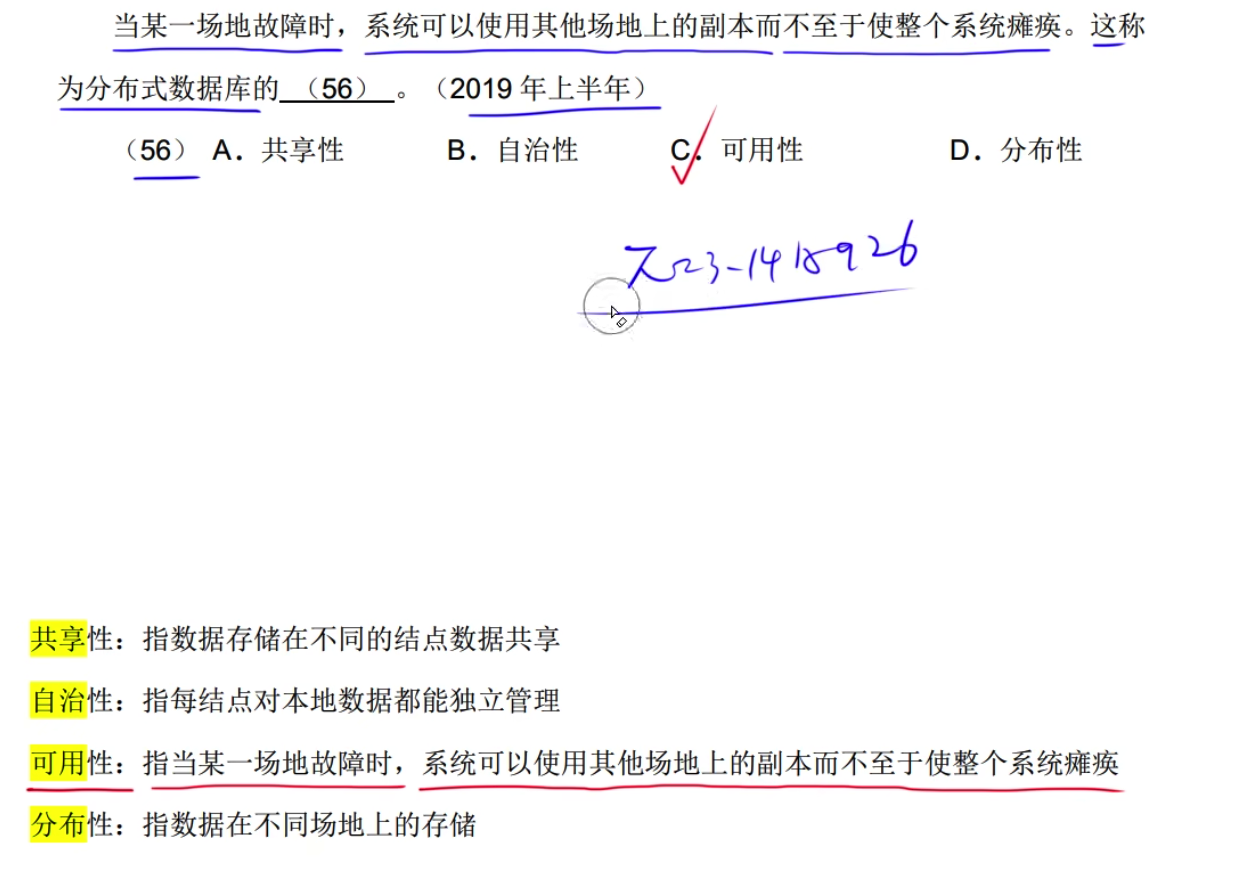 当某一场地故障时，系统可以使用其他场地上的副本而不至于使整个系统瘫痪。这称
为分布式数据库的 （56） 。（2019 年上半年）
（56） A．共享性 B．自治性 C．可用性 D．分布性
23-1418926
共享性：指数据存储在不同的结点数据共享
自治性：指每结点对本地数据都能独立管理
可用性：指当某一场地故障时，系统可以使用其他场地上的副本而不至于使整个系统瘫痪
分布性：指数据在不同场地上的存储